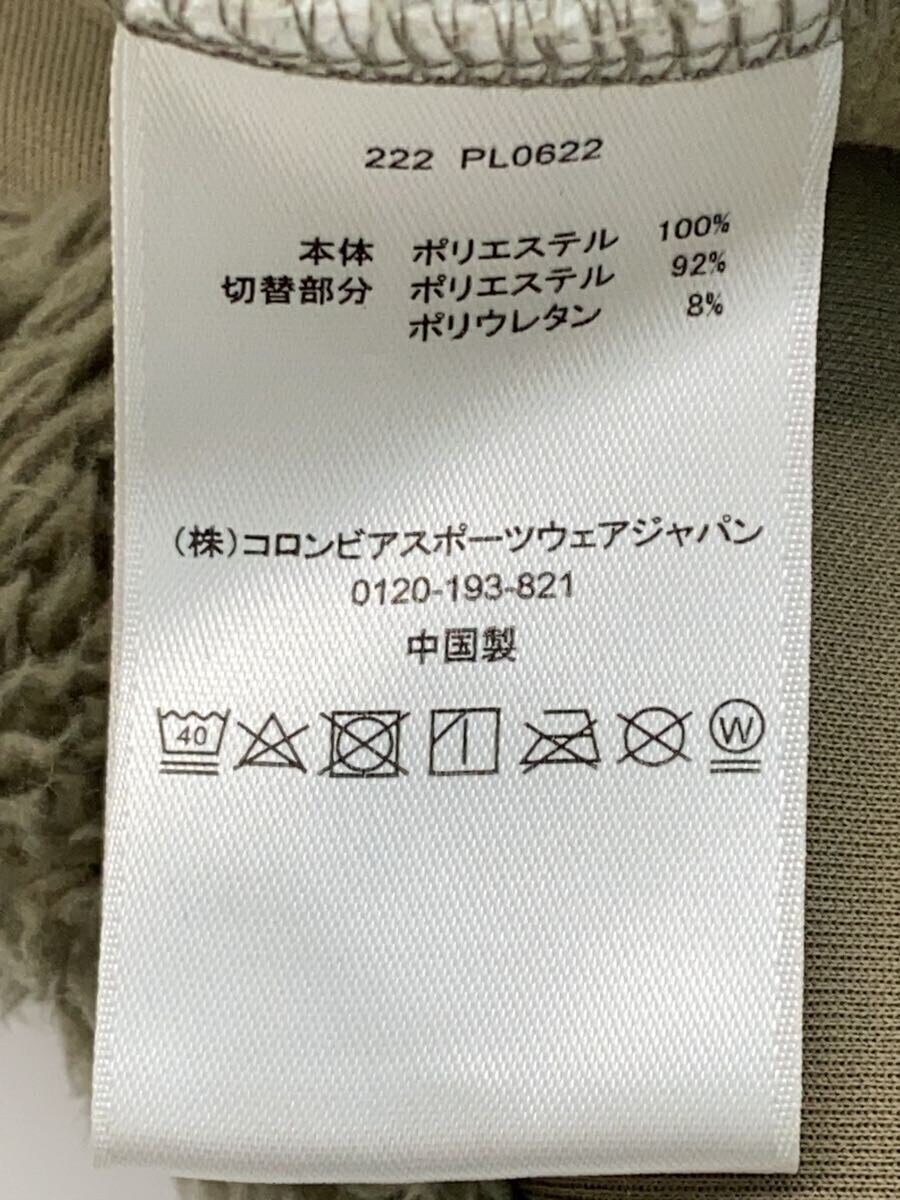 222 PL0622
本体 ポリエステル 100%
切替部分 ポリエステル 92%
ポリウレタン 8%
(株)コロンビアスポーツウェアジャパン
0120-193-821
中国製
40 W